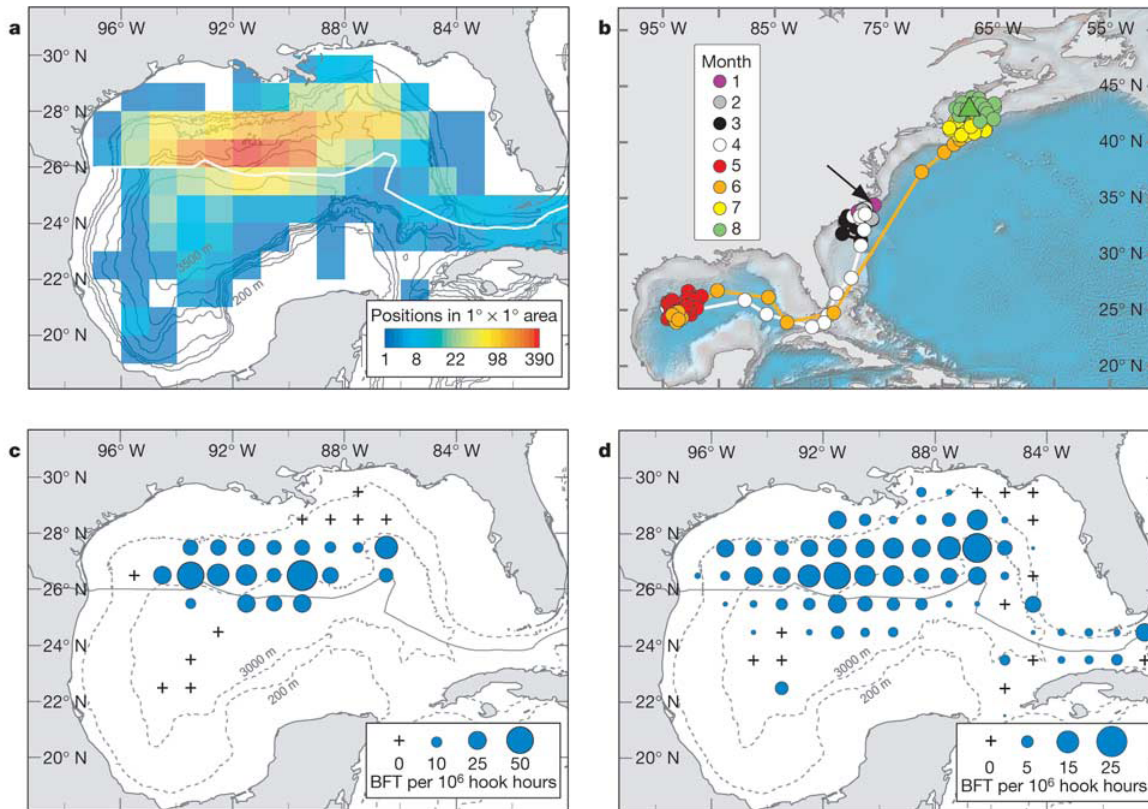 a
96° W
92° W
88° W
84° W
30° N
28° N
26° N
24° N
22° N
20° N
3500 m
200 m
Positions in 1° × 1° area
1 8 22 98 390
b
95° W
85° W
75° W
65° W
55° W
45° N
40° N
35° N
30° N
25° N
20° N
Month
1
2
3
4
5
6
7
8
c
96° W
92° W
88° W
84° W
30° N
28° N
26° N
24° N
22° N
20° N
3000 m
200 m
0 10 25 50
BFT per 10⁶ hook hours
d
96° W
92° W
88° W
84° W
30° N
28° N
26° N
24° N
22° N
20° N
3000 m
200 m
0 5 15 25
BFT per 10⁶ hook hours